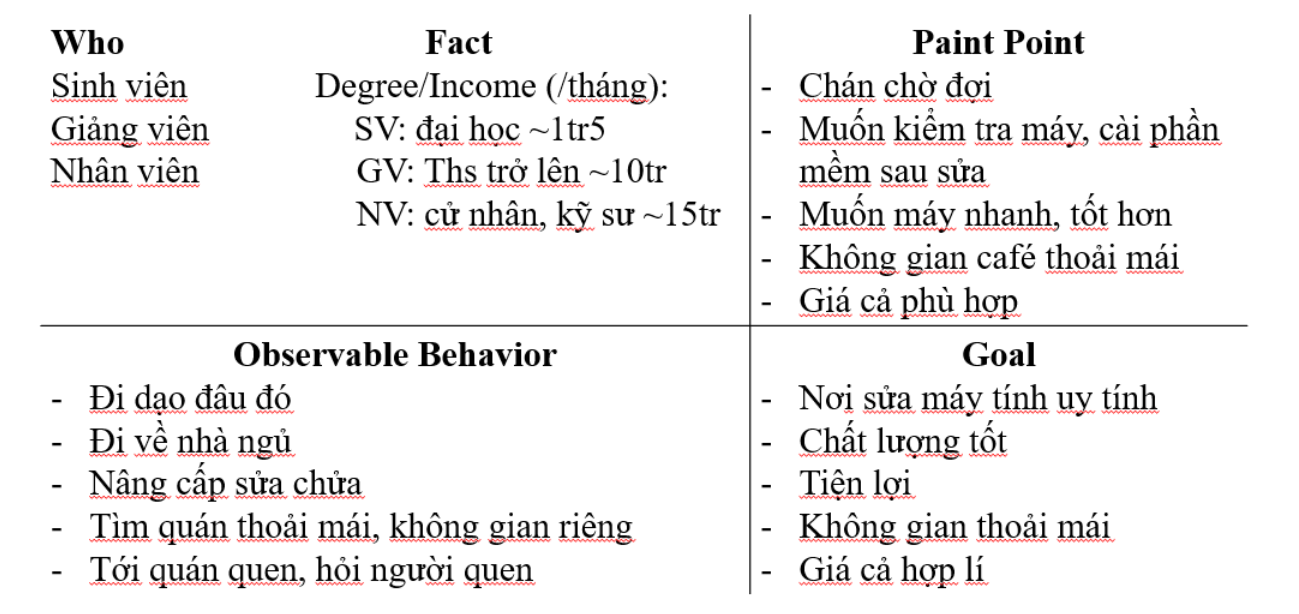 Who
Sinh viên
Giảng viên
Nhân viên
Fact
Degree/Income (/tháng):
SV: đại học ~1tr5
GV: Ths trở lên ~10tr
NV: cử nhân, kỹ sư ~15tr
Paint Point
- Chán chờ đợi
- Muốn kiểm tra máy, cài phần
mềm sau sửa
- Muốn máy nhanh, tốt hơn
- Không gian café thoải mái
- Giá cả phù hợp
Observable Behavior
- Đi dạo đâu đó
- Đi về nhà ngủ
- Nâng cấp sửa chửa
- Tìm quán thoải mái, không gian riêng
- Tới quán quen, hỏi người quen
Goal
- Nơi sửa máy tính uy tính
- Chất lượng tốt
- Tiện lợi
- Không gian thoải mái
- Giá cả hợp lí